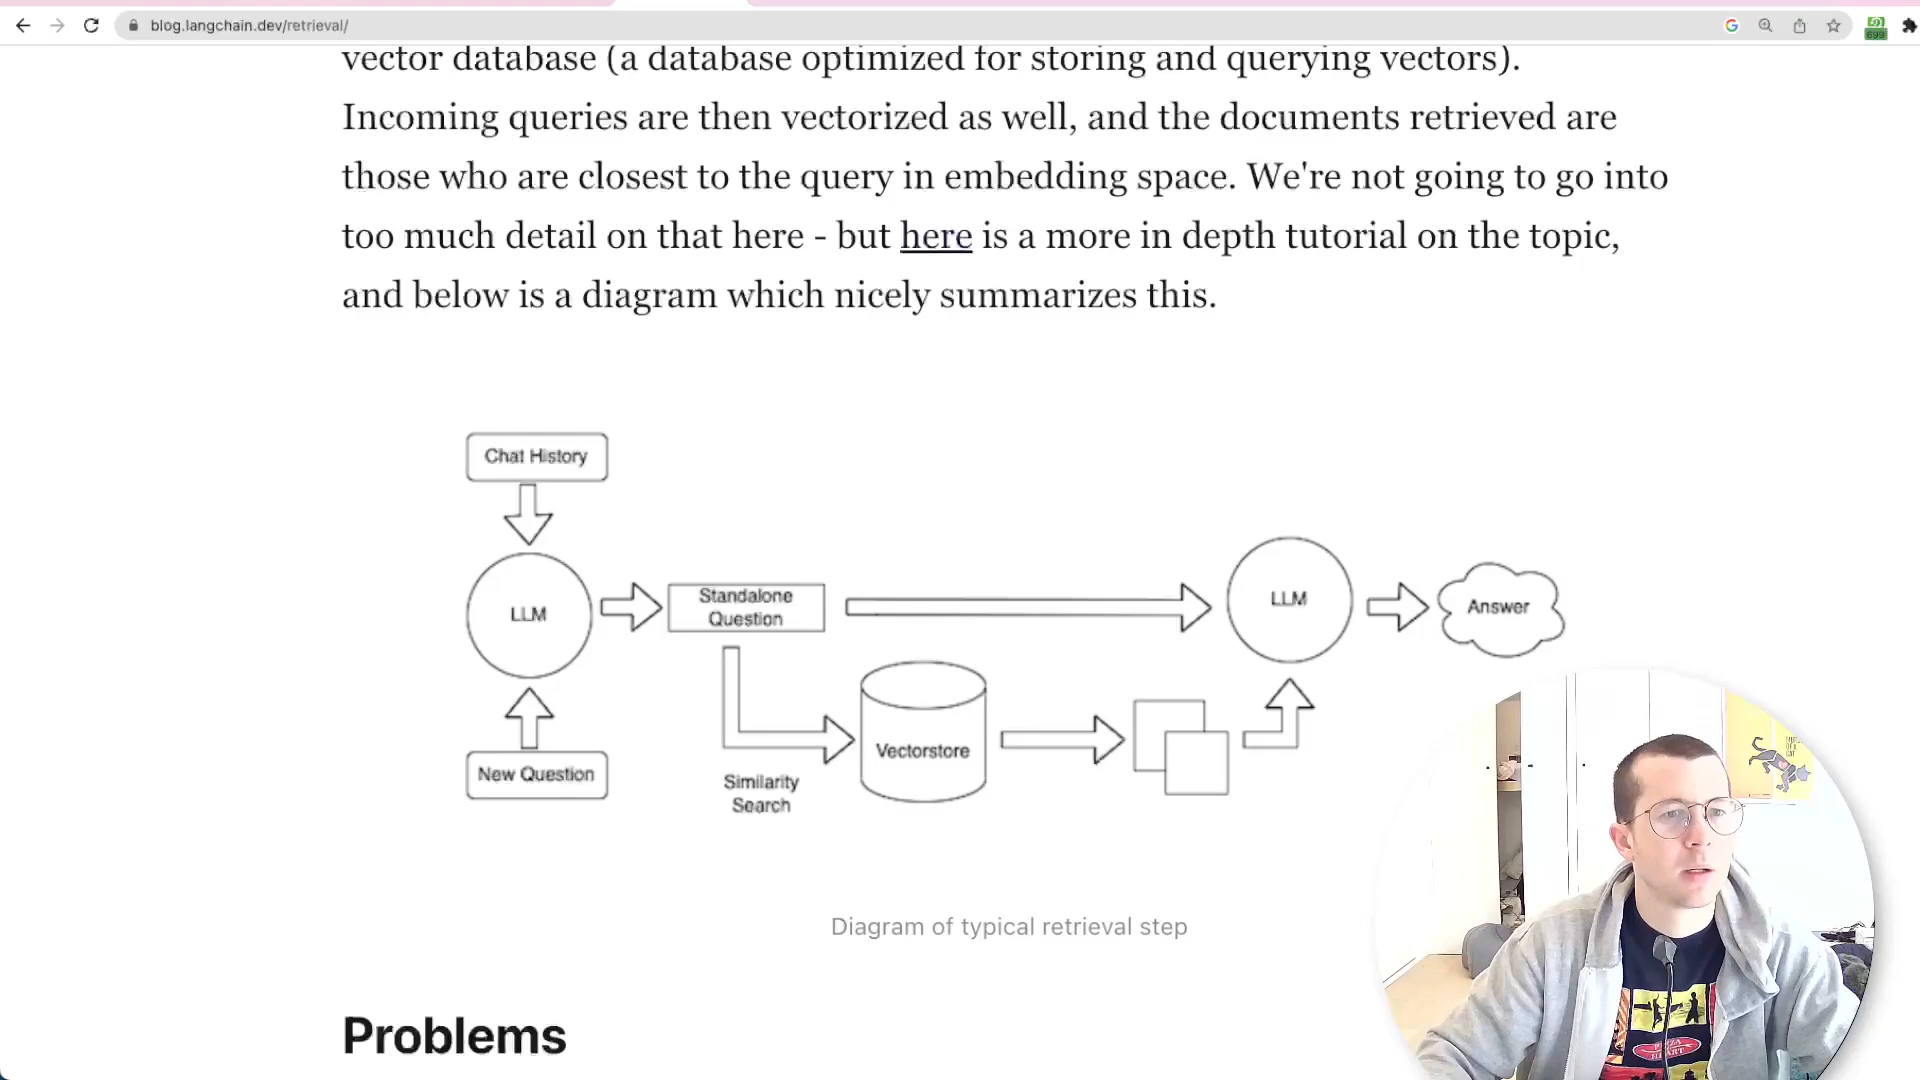 blog.langchain.dev/retrieval/
699
vector database (a database optimized for storing and querying vectors).
Incoming queries are then vectorized as well, and the documents retrieved are
those who are closest to the query in embedding space. We're not going to go into
too much detail on that here - but here is a more in depth tutorial on the topic,
and below is a diagram which nicely summarizes this.
Chat History
LLM
Standalone
Question
LLM
Answer
New Question
Similarity
Search
Vectorstore
Diagram of typical retrieval step
Problems